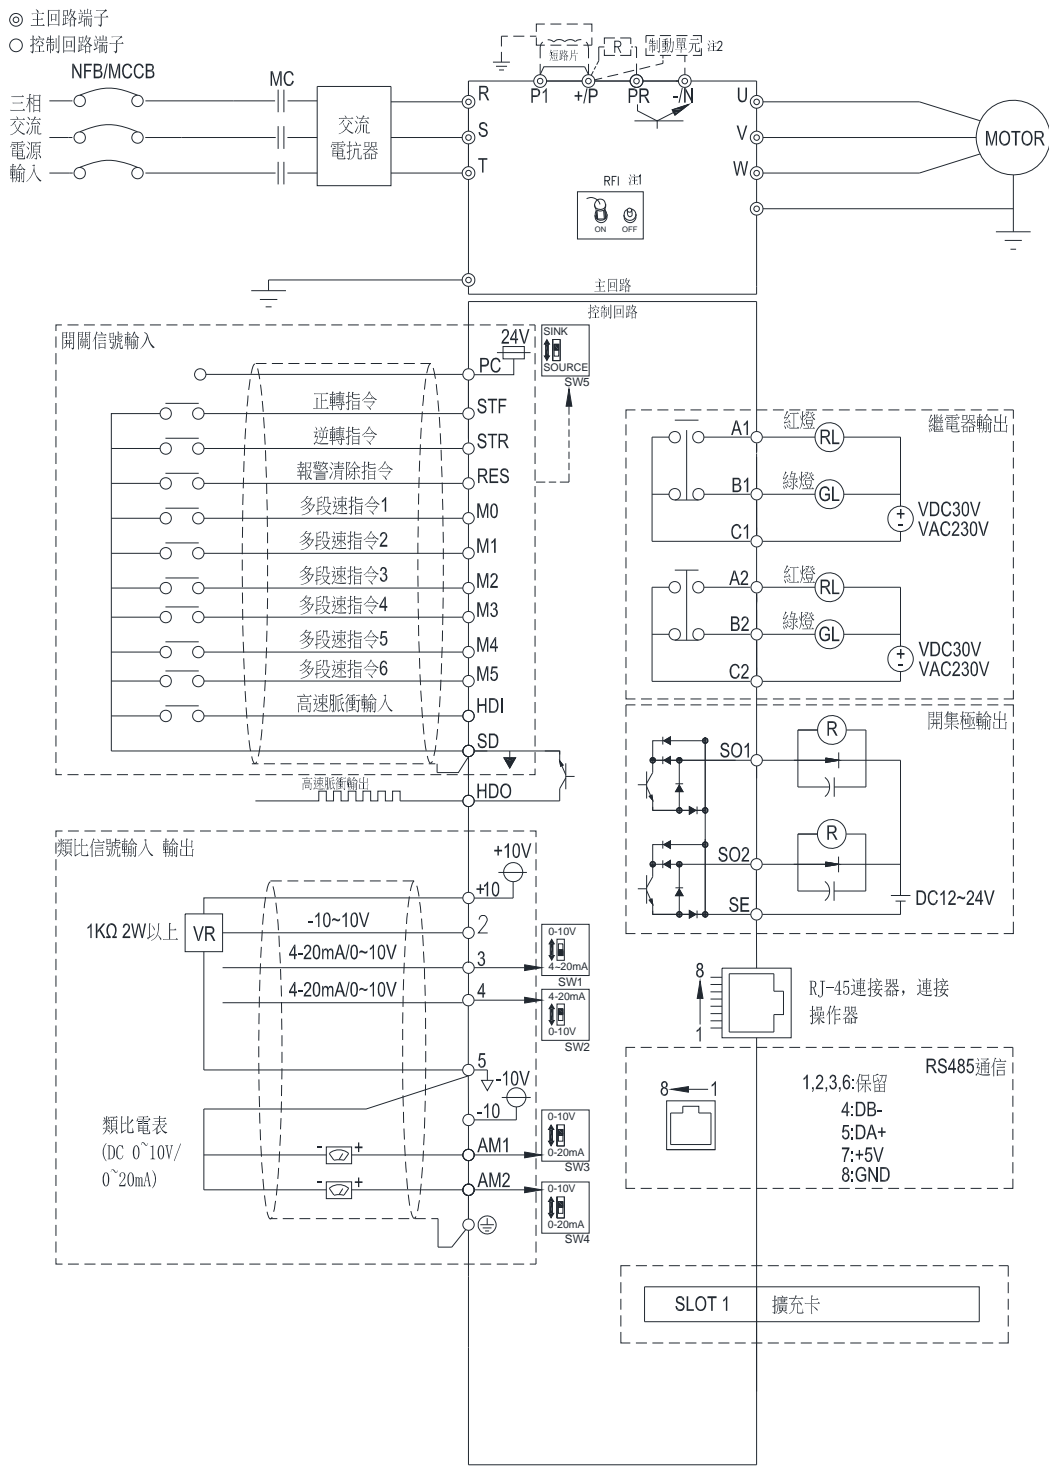 主回路端子
控制回路端子
NFB/MCCB
MC
三相
交流
電源
輸入
交流
電抗器
R
S
T
短路片
R
制動單元 注2
P1
+/P
PR
-/N
U
V
W
MOTOR
RFI 注1
ON
OFF
主回路
控制回路
開關信號輸入
24V
PC
SINK
SOURCE
SW5
正轉指令
STF
逆轉指令
STR
報警清除指令
RES
多段速指令1
M0
多段速指令2
M1
多段速指令3
M2
多段速指令4
M3
多段速指令5
M4
多段速指令6
M5
高速脈衝輸入
HDI
SD
高速脈衝輸出
HDO
繼電器輸出
A1
紅燈
RL
B1
綠燈
GL
C1
+
-
VDC30V
VAC230V
A2
紅燈
RL
B2
綠燈
GL
C2
+
-
VDC30V
VAC230V
開集極輸出
R
SO1
R
SO2
SE
DC12~24V
類比信號輸入 輸出
+10V
+10
1KΩ 2W以上
VR
-10~10V
2
4-20mA/0~10V
3
4-20mA/0~10V
4
0-10V
4~20mA
SW1
4-20mA
0-10V
SW2
5
-10V
-10
類比電表
(DC 0~10V/
0~20mA)
- +
AM1
- +
AM2
0-10V
0-20mA
SW3
0-10V
0-20mA
SW4
8
1
RJ-45連接器，連接
操作器
RS485通信
8
1
1,2,3,6:保留
4:DB-
5:DA+
7:+5V
8:GND
SLOT 1
擴充卡